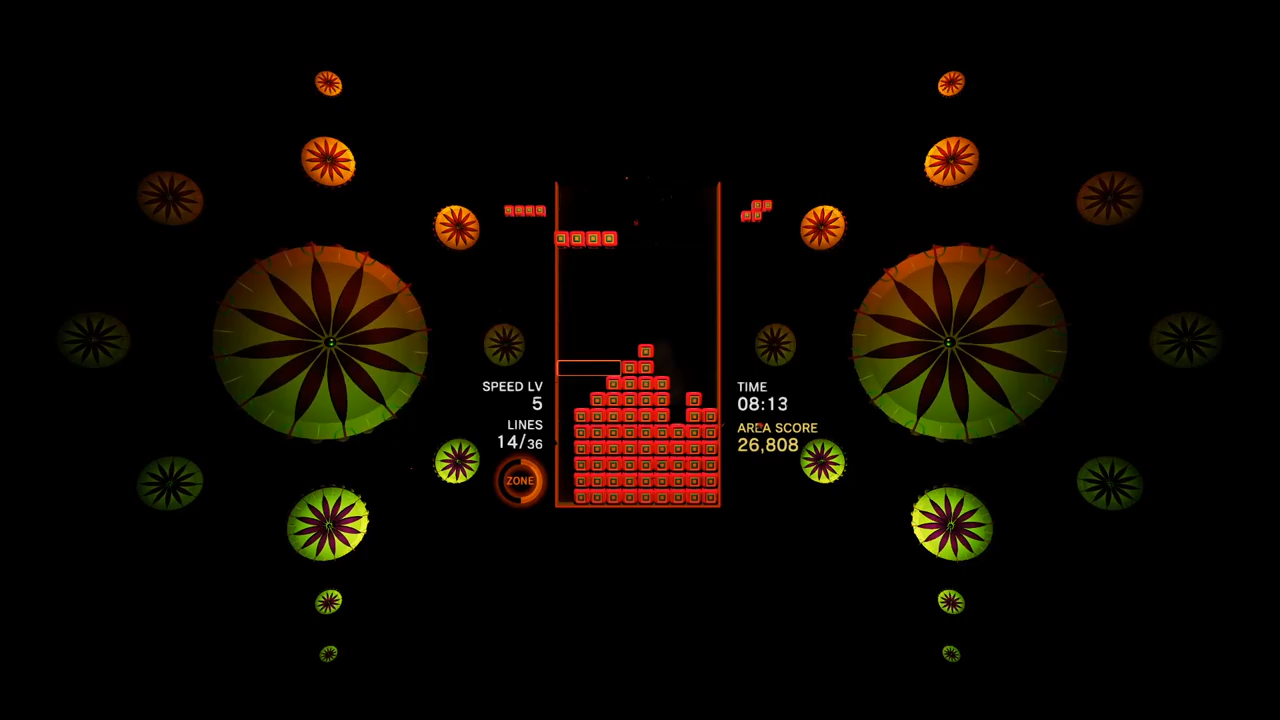 SPEED LV
5
LINES
14/36
ZONE
TIME
08:13
AREA SCORE
26,808